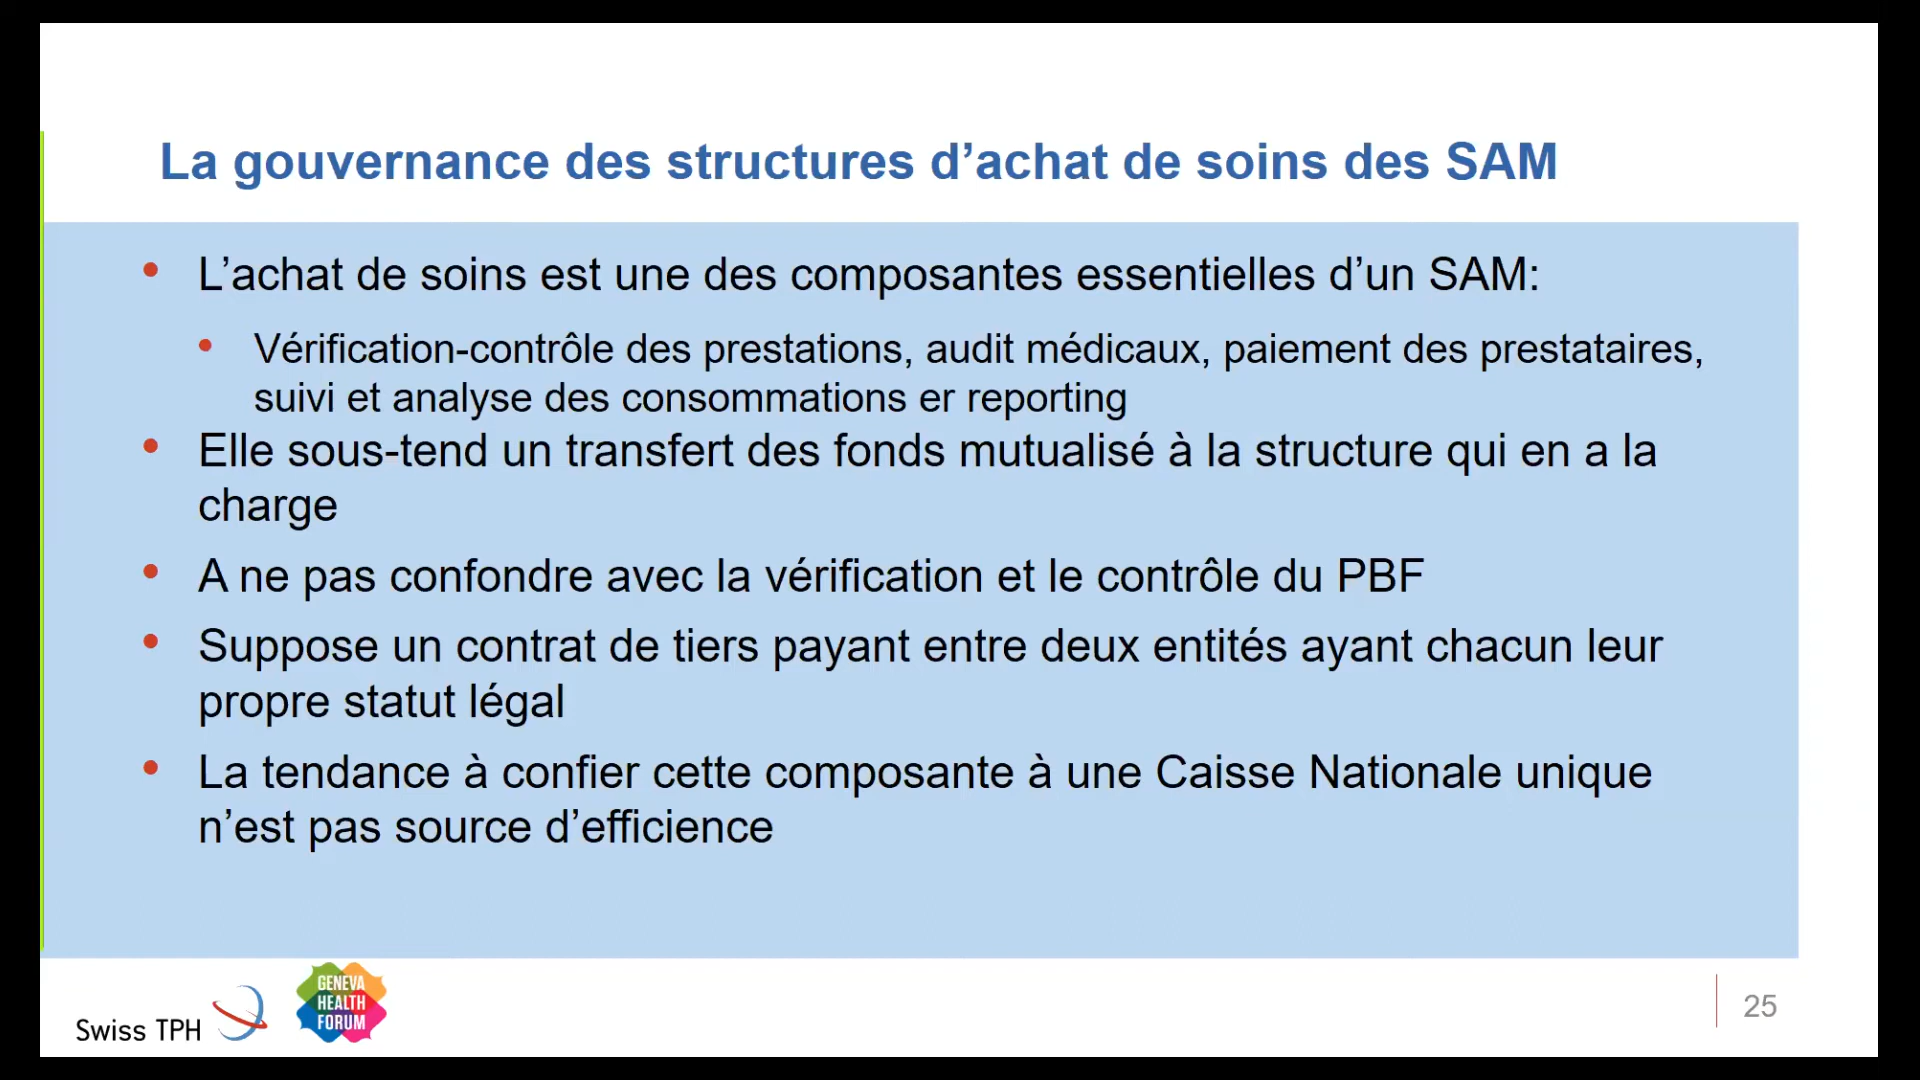 La gouvernance des structures d’achat de soins des SAM
• L’achat de soins est une des composantes essentielles d’un SAM:
• Vérification-contrôle des prestations, audit médicaux, paiement des prestataires,
suivi et analyse des consommations er reporting
• Elle sous-tend un transfert des fonds mutualisé à la structure qui en a la
charge
• A ne pas confondre avec la vérification et le contrôle du PBF
• Suppose un contrat de tiers payant entre deux entités ayant chacun leur
propre statut légal
• La tendance à confier cette composante à une Caisse Nationale unique
n’est pas source d’efficience
Swiss TPH
GENEVA
HEALTH
FORUM
25